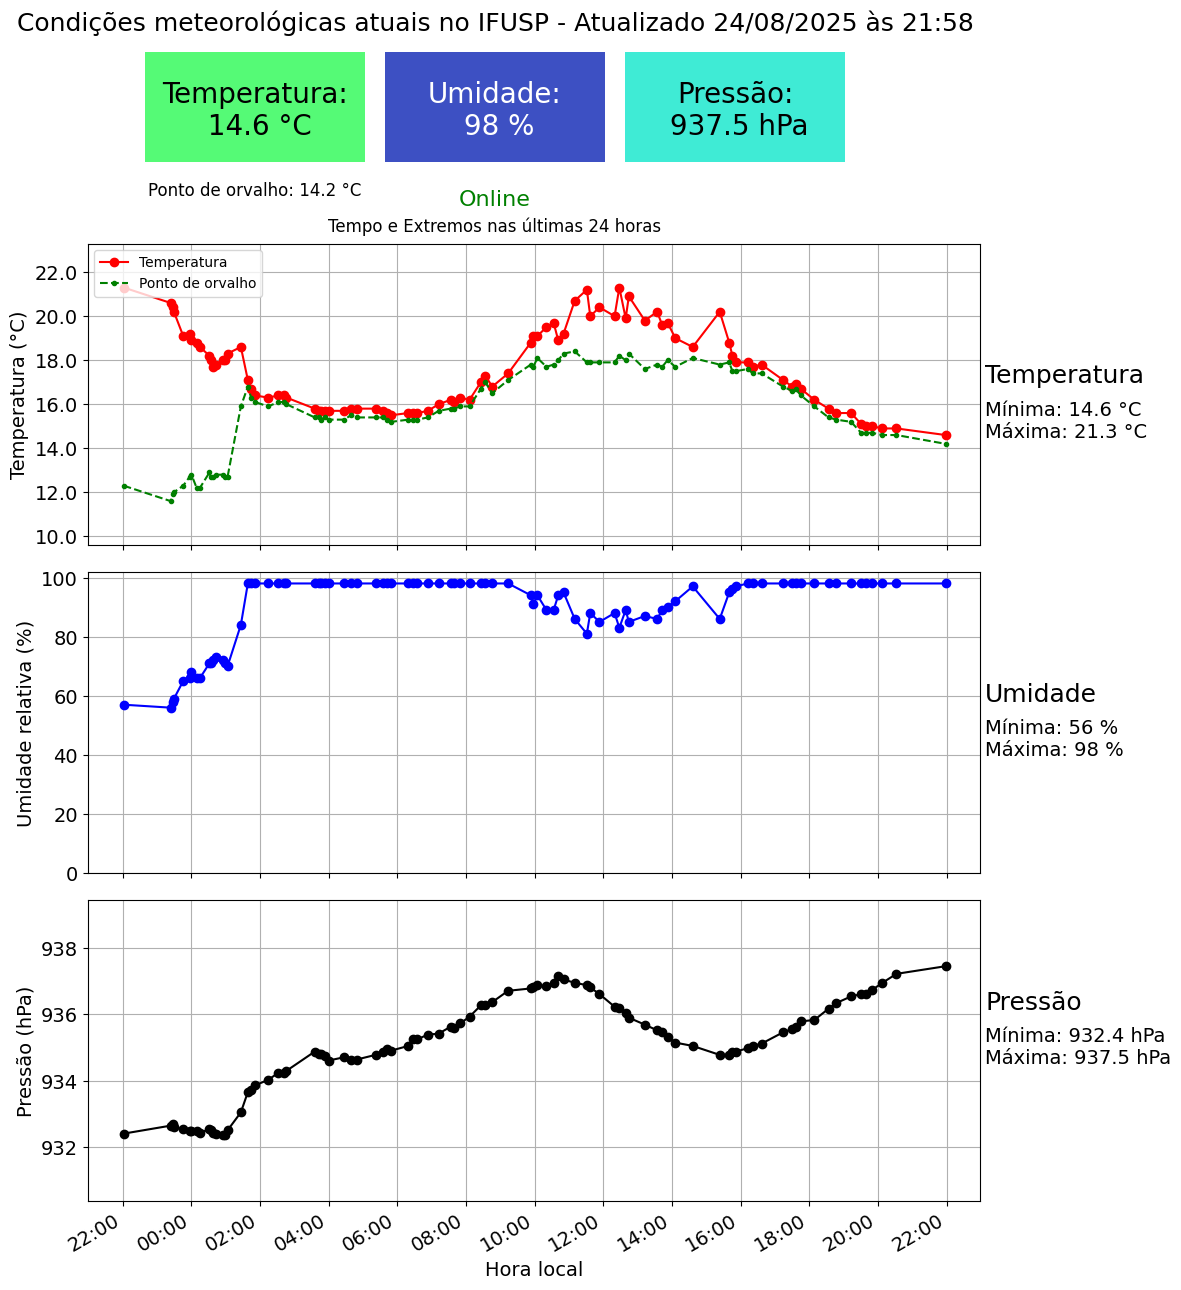 Condições meteorológicas atuais no IFUSP - Atualizado 24/08/2025 às 21:58
Temperatura:
14.6 °C
Umidade:
98 %
Pressão:
937.5 hPa
Ponto de orvalho: 14.2 °C
Online
Tempo e Extremos nas últimas 24 horas
Temperatura
Ponto de orvalho
Temperatura (°C)
22.0
20.0
18.0
16.0
14.0
12.0
10.0
Temperatura
Mínima: 14.6 °C
Máxima: 21.3 °C
Umidade relativa (%)
100
80
60
40
20
0
Umidade
Mínima: 56 %
Máxima: 98 %
Pressão (hPa)
938
936
934
932
Pressão
Mínima: 932.4 hPa
Máxima: 937.5 hPa
22:00 00:00 02:00 04:00 06:00 08:00 10:00 12:00 14:00 16:00 18:00 20:00 22:00
Hora local